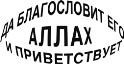 ДА БЛАГОСЛОВИТ ЕГО
АЛЛАХ
И ПРИВЕТСТВУЕТ